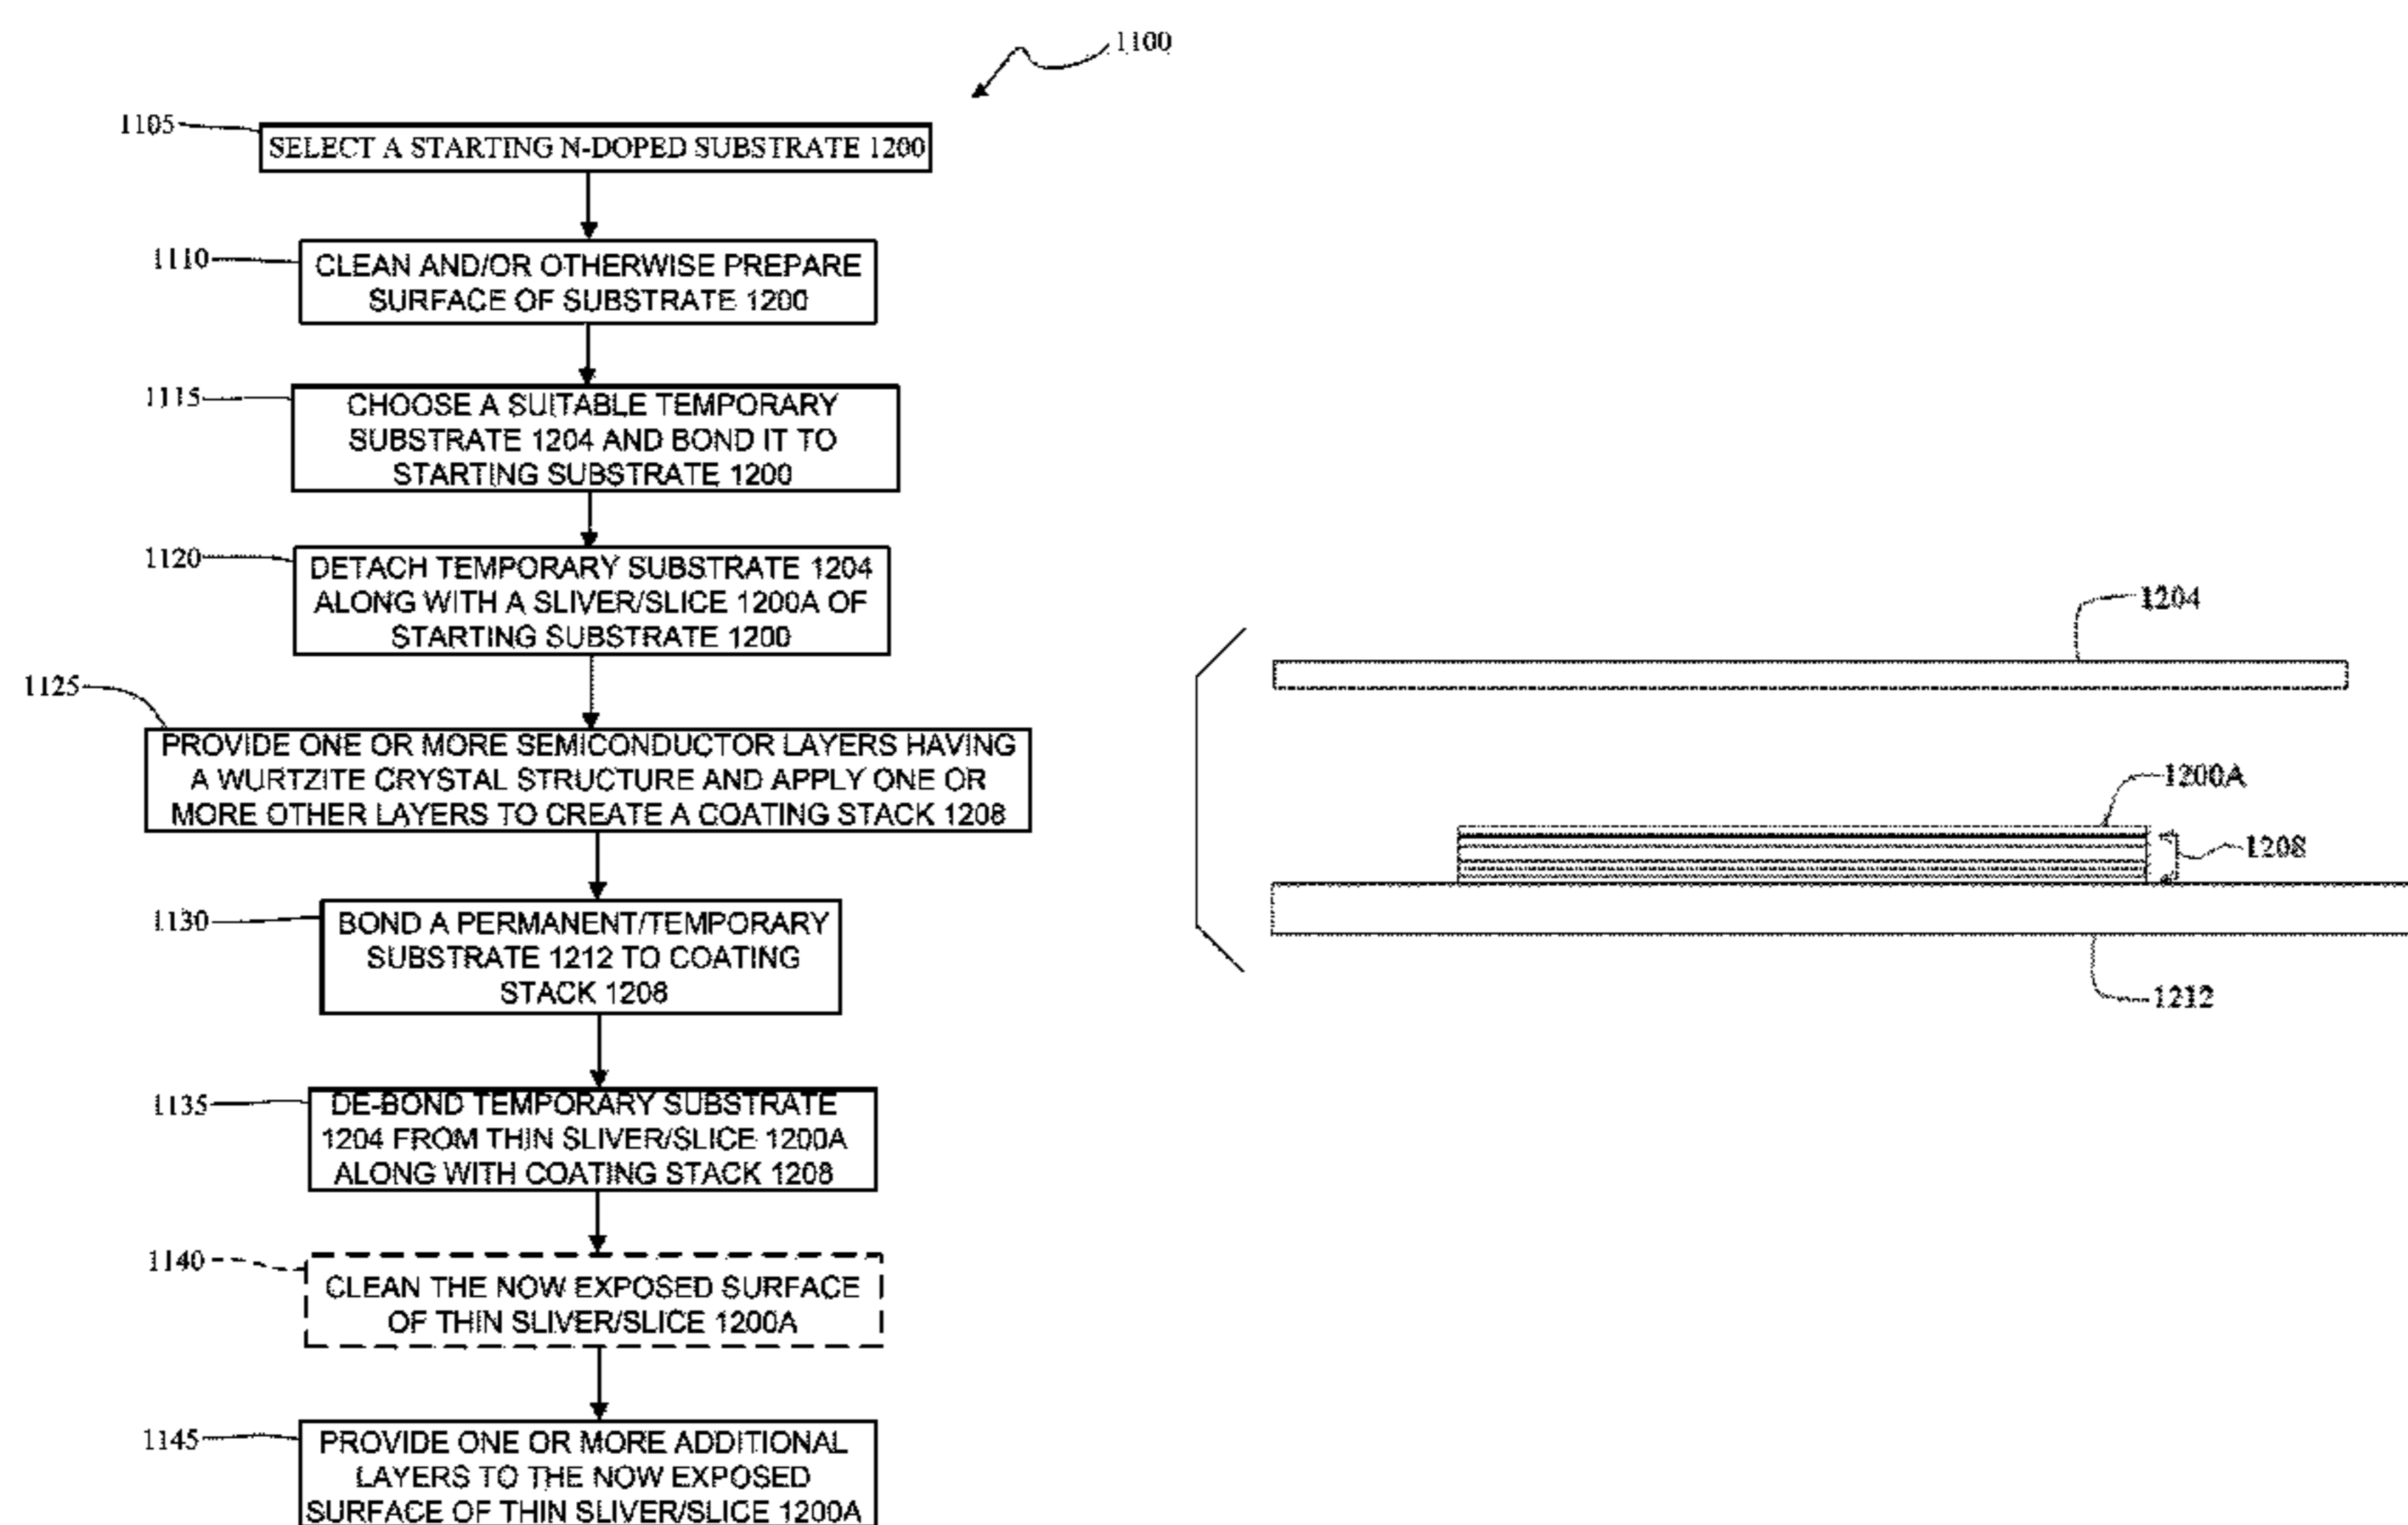 1100
1105
SELECT A STARTING N-DOPED SUBSTRATE 1200
1110
CLEAN AND/OR OTHERWISE PREPARE
SURFACE OF SUBSTRATE 1200
1115
CHOOSE A SUITABLE TEMPORARY
SUBSTRATE 1204 AND BOND IT TO
STARTING SUBSTRATE 1200
1120
DETACH TEMPORARY SUBSTRATE 1204
ALONG WITH A SLIVER/SLICE 1200A OF
STARTING SUBSTRATE 1200
1125
PROVIDE ONE OR MORE SEMICONDUCTOR LAYERS HAVING
A WURTZITE CRYSTAL STRUCTURE AND APPLY ONE OR
MORE OTHER LAYERS TO CREATE A COATING STACK 1208
1130
BOND A PERMANENT/TEMPORARY
SUBSTRATE 1212 TO COATING
STACK 1208
1135
DE-BOND TEMPORARY SUBSTRATE
1204 FROM THIN SLIVER/SLICE 1200A
ALONG WITH COATING STACK 1208
1140
CLEAN THE NOW EXPOSED SURFACE
OF THIN SLIVER/SLICE 1200A
1145
PROVIDE ONE OR MORE ADDITIONAL
LAYERS TO THE NOW EXPOSED
SURFACE OF THIN SLIVER/SLICE 1200A
1204
1200A
1208
1212